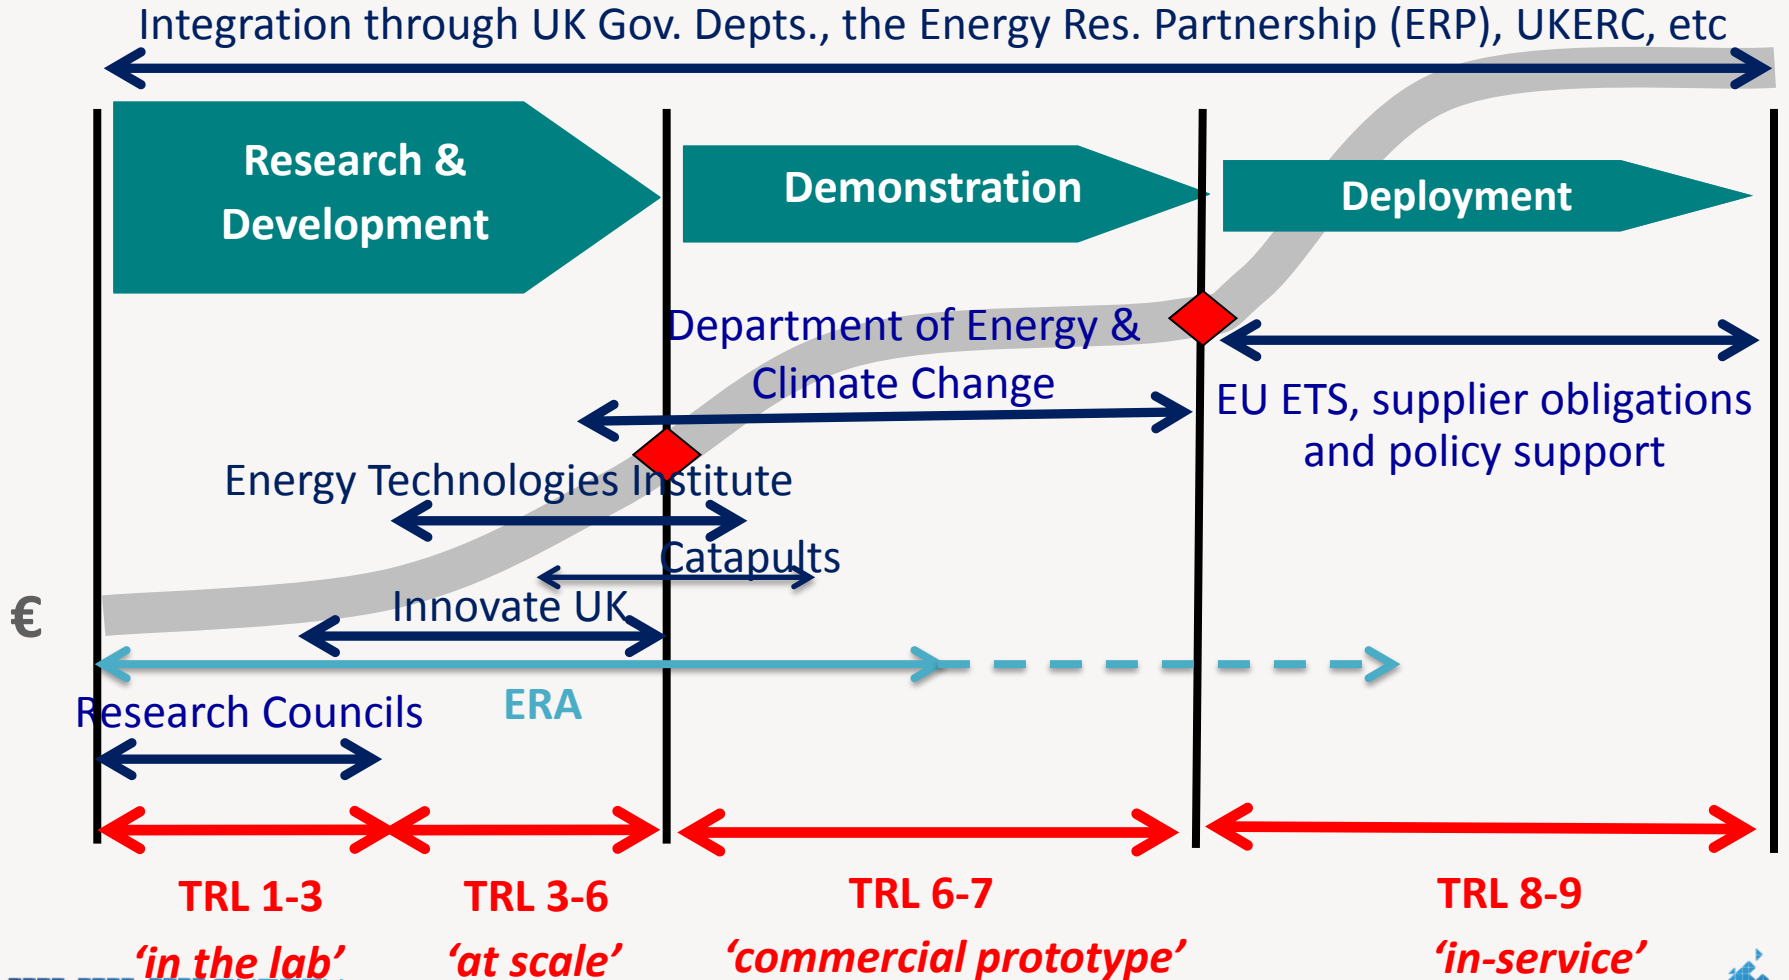 Integration through UK Gov. Depts., the Energy Res. Partnership (ERP), UKERC, etc
Research &
Development
Demonstration
Deployment
Department of Energy &
Climate Change
EU ETS, supplier obligations
and policy support
Energy Technologies Institute
Catapults
€
Innovate UK
ERA
Research Councils
TRL 1-3
‘in the lab’
TRL 3-6
‘at scale’
TRL 6-7
‘commercial prototype’
TRL 8-9
‘in-service’